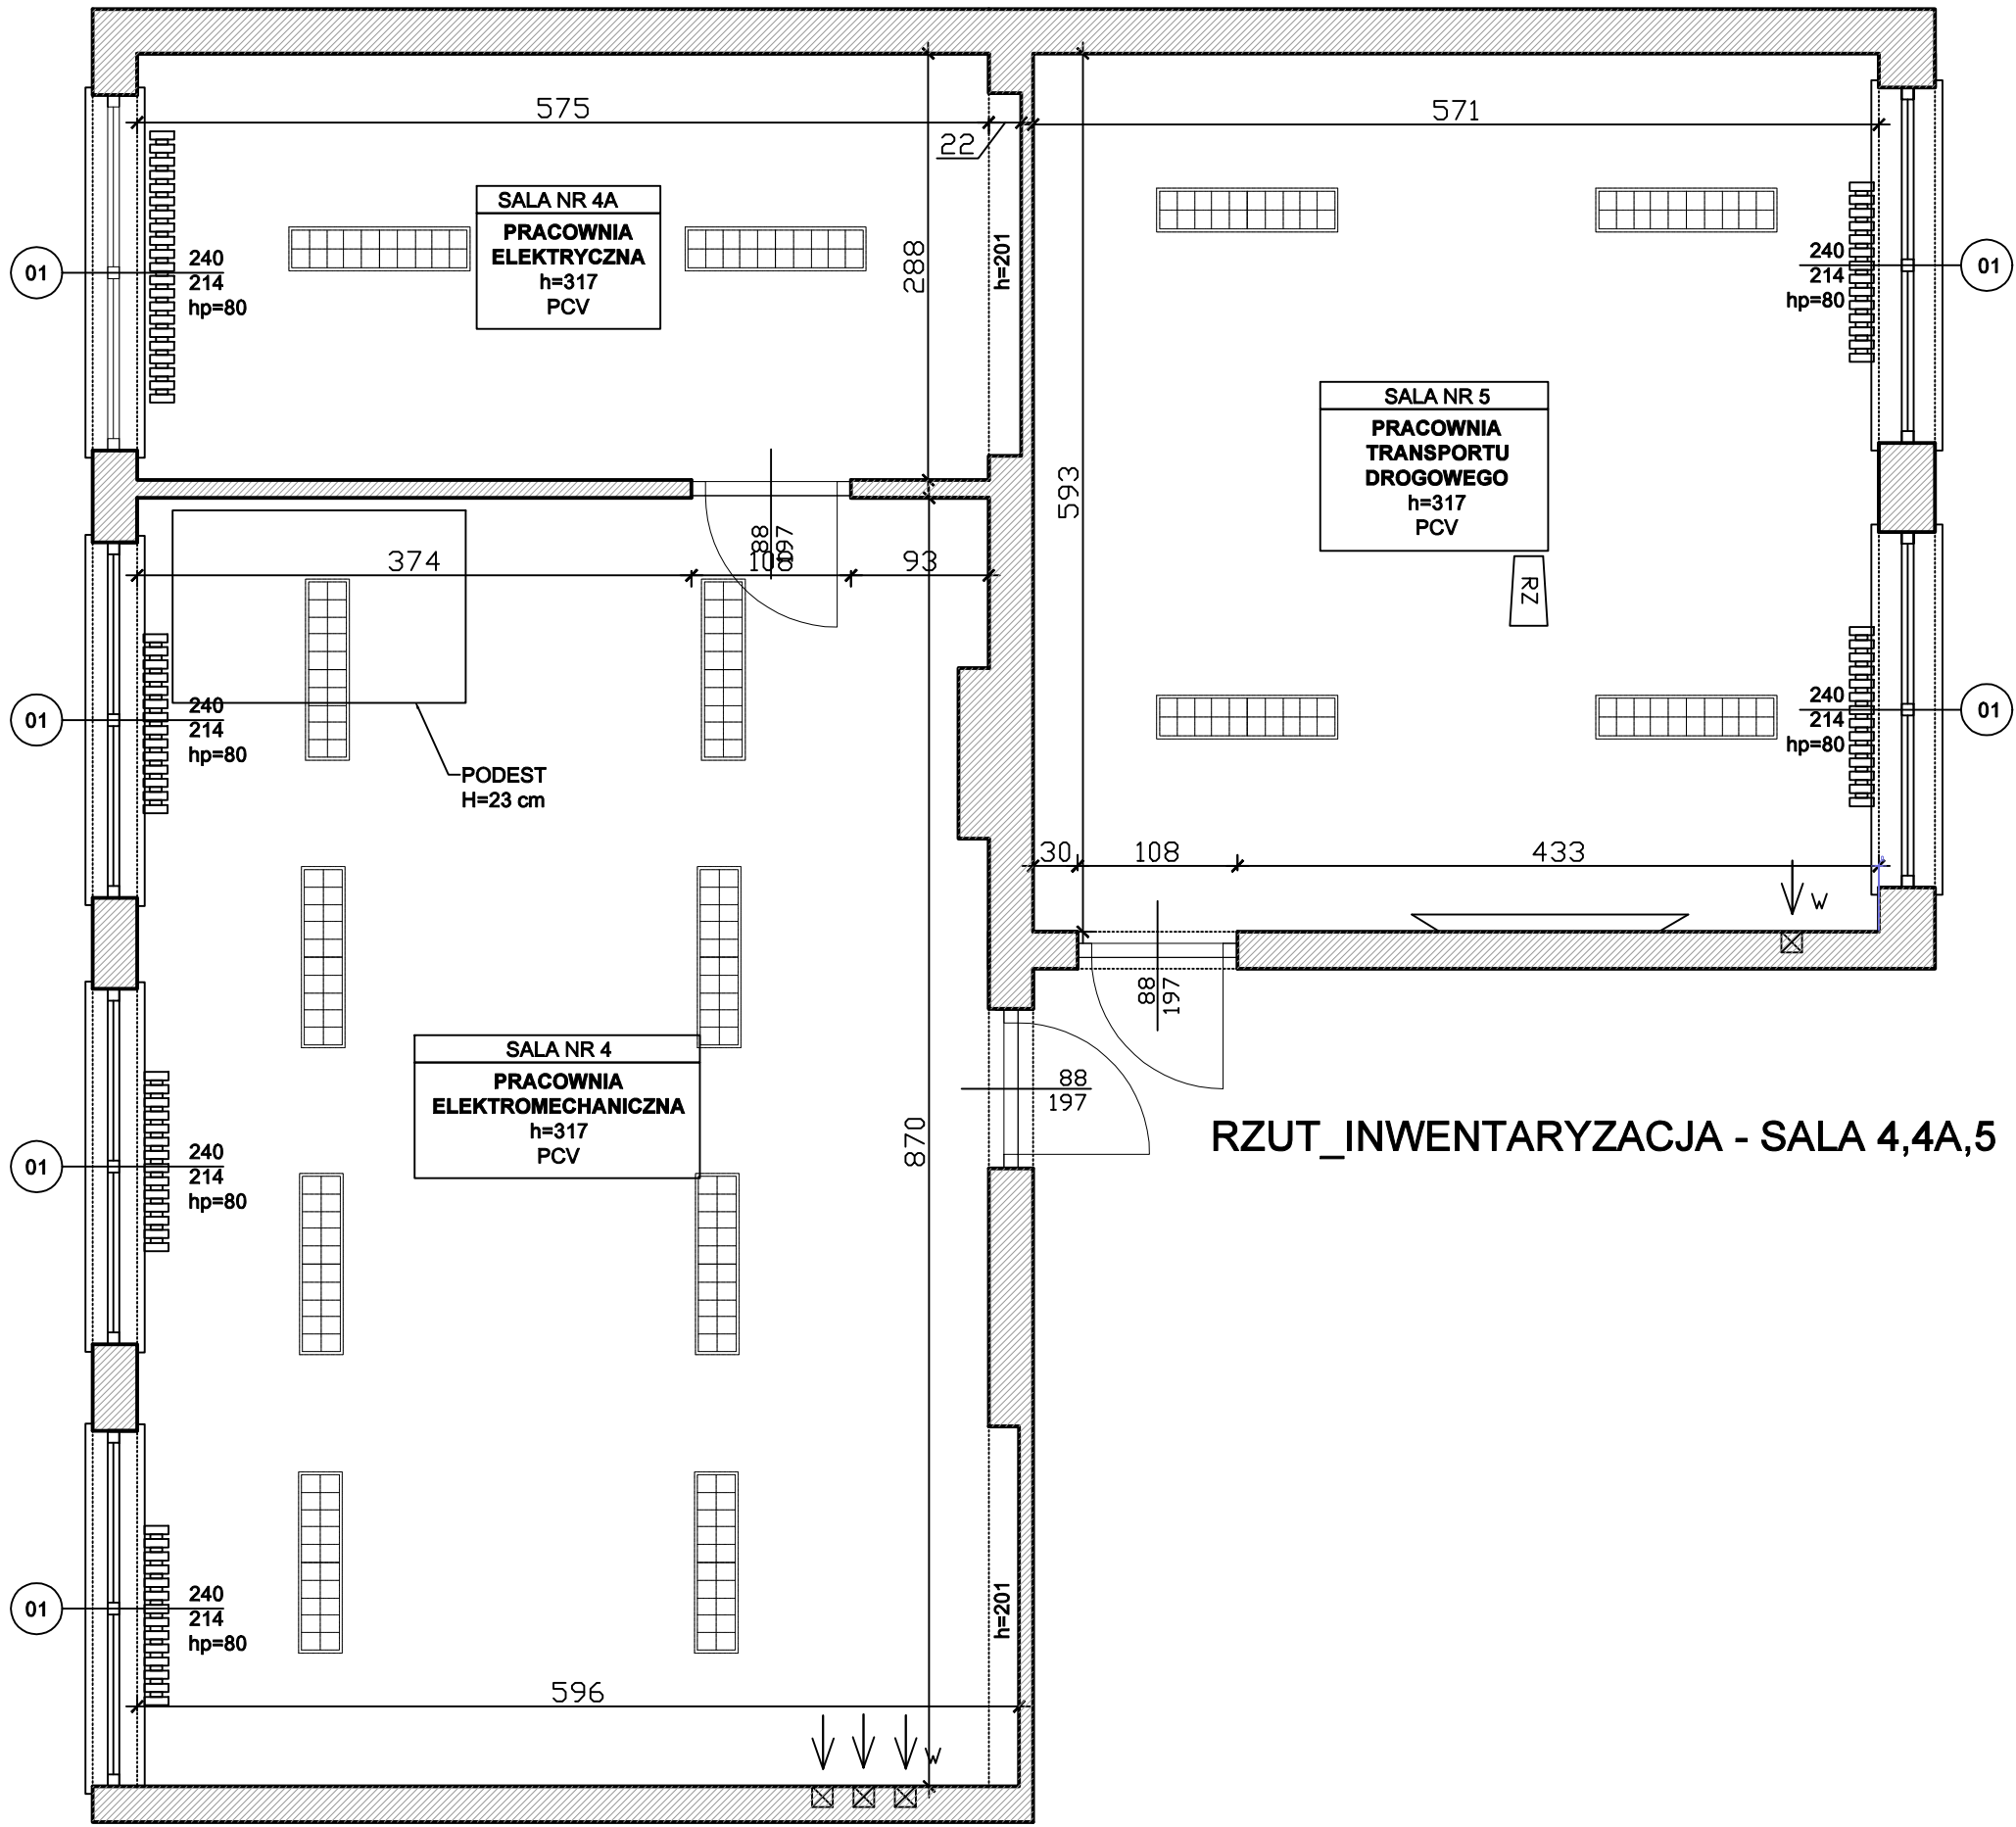 575
22
571
SALA NR 4A
PRACOWNIA
ELEKTRYCZNA
h=317
PCV
288
h=201
01
240
214
hp=80
240
214
hp=80
01
SALA NR 5
PRACOWNIA
TRANSPORTU
DROGOWEGO
h=317
PCV
593
RZ
88
197
374
108
93
01
240
214
hp=80
240
214
hp=80
01
PODEST
H=23 cm
30
108
433
W
88
197
SALA NR 4
PRACOWNIA
ELEKTROMECHANICZNA
h=317
PCV
88
197
870
RZUT_INWENTARYZACJA - SALA 4,4A,5
01
240
214
hp=80
01
240
214
hp=80
h=201
596
W